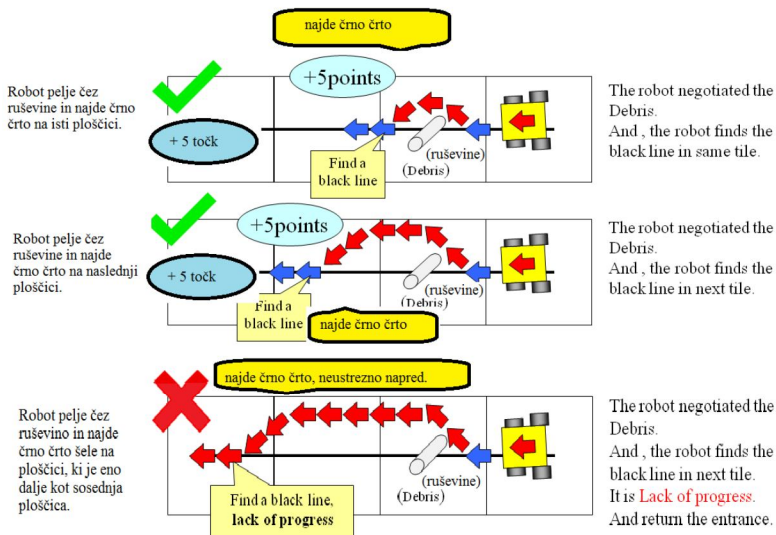 najde črno črto
Robot pelje čez
ruševine in najde črno
črto na isti ploščici.
+ 5 točk
+5points
Find a
black line
(ruševine)
(Debris)
The robot negotiated the
Debris.
And , the robot finds the
black line in same tile.
Robot pelje čez
ruševine in najde
črno črto na naslednji
ploščici.
+ 5 točk
+5points
Find a
black line
najde črno črto
(ruševine)
(Debris)
The robot negotiated the
Debris.
And , the robot finds the
black line in next tile.
najde črno črto, neustrezno napred.
Robot pelje čez
ruševino in najde
črno črto šele na
ploščici, ki je eno
dalje kot sosednja
ploščica.
Find a black line,
lack of progress
(ruševine)
(Debris)
The robot negotiated the
Debris.
And , the robot finds the
black line in next tile.
It is Lack of progress.
And return the entrance.